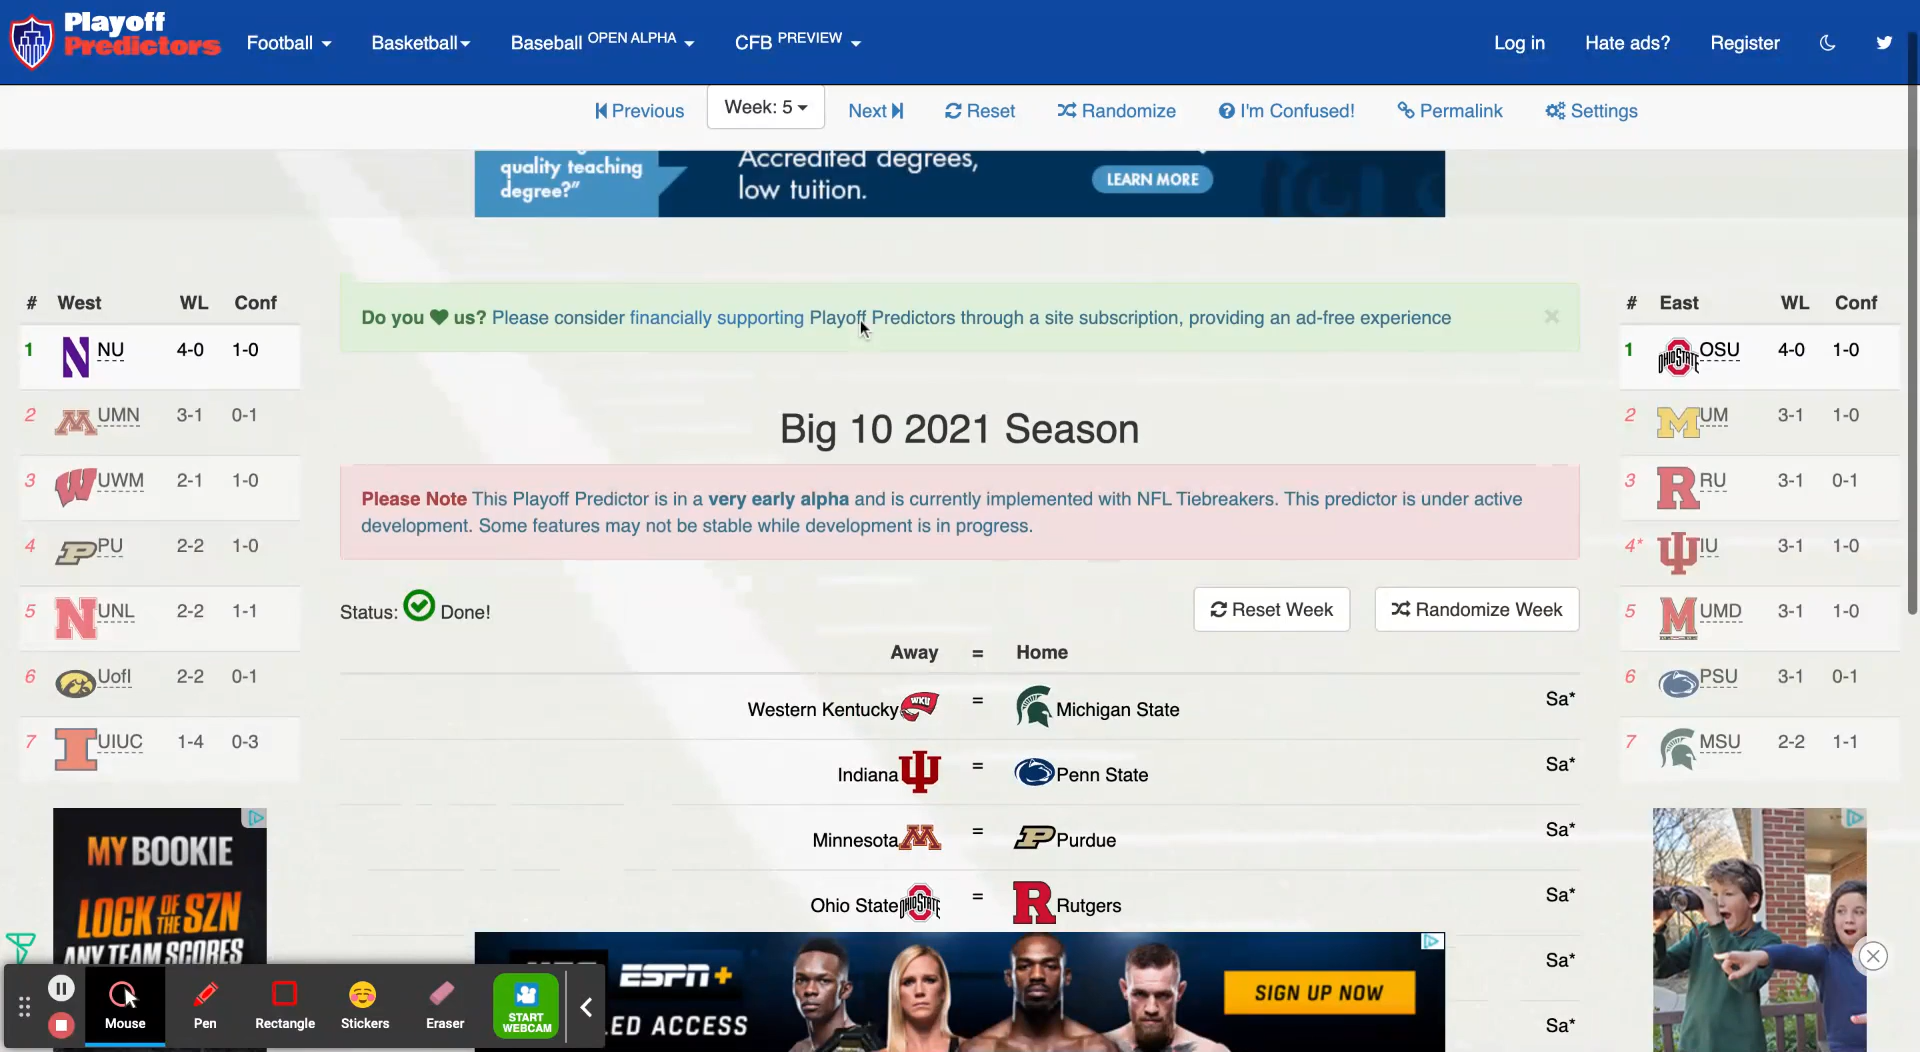 Playoff
Predictors
Football
Basketball
Baseball OPEN ALPHA
CFB PREVIEW
Log in
Hate ads?
Register
Previous
Week: 5
Next
Reset
Randomize
I'm Confused!
Permalink
Settings
quality teaching
degree?"
Accredited degrees,
low tuition.
LEARN MORE
Do you us? Please consider financially supporting Playoff Predictors through a site subscription, providing an ad-free experience
×
Big 10 2021 Season
Please Note This Playoff Predictor is in a very early alpha and is currently implemented with NFL Tiebreakers. This predictor is under active
development. Some features may not be stable while development is in progress.
# West WL Conf
1 NU 4-0 1-0
2 UMN 3-1 0-1
3 UWM 2-1 1-0
4 PU 2-2 1-0
5 UNL 2-2 1-1
6 UofI 2-2 0-1
7 UIUC 1-4 0-3
# East WL Conf
1 OHIO STATE OSU 4-0 1-0
2 UM 3-1 1-0
3 RU 3-1 0-1
4* IU 3-1 1-0
5 UMD 3-1 1-0
6 PSU 3-1 0-1
7 MSU 2-2 1-1
Status: Done!
Reset Week
Randomize Week
Away = Home
Western Kentucky WKU = Michigan State Sa*
Indiana = Penn State Sa*
Minnesota = Purdue Sa*
Ohio State OHIO STATE = Rutgers Sa*
Sa*
Sa*
MY BOOKIE
LOCK OF THE SZN
ANY TEAM SCORES
ESPN+
LED ACCESS
SIGN UP NOW
Mouse
Pen
Rectangle
Stickers
Eraser
START
WEBCAM